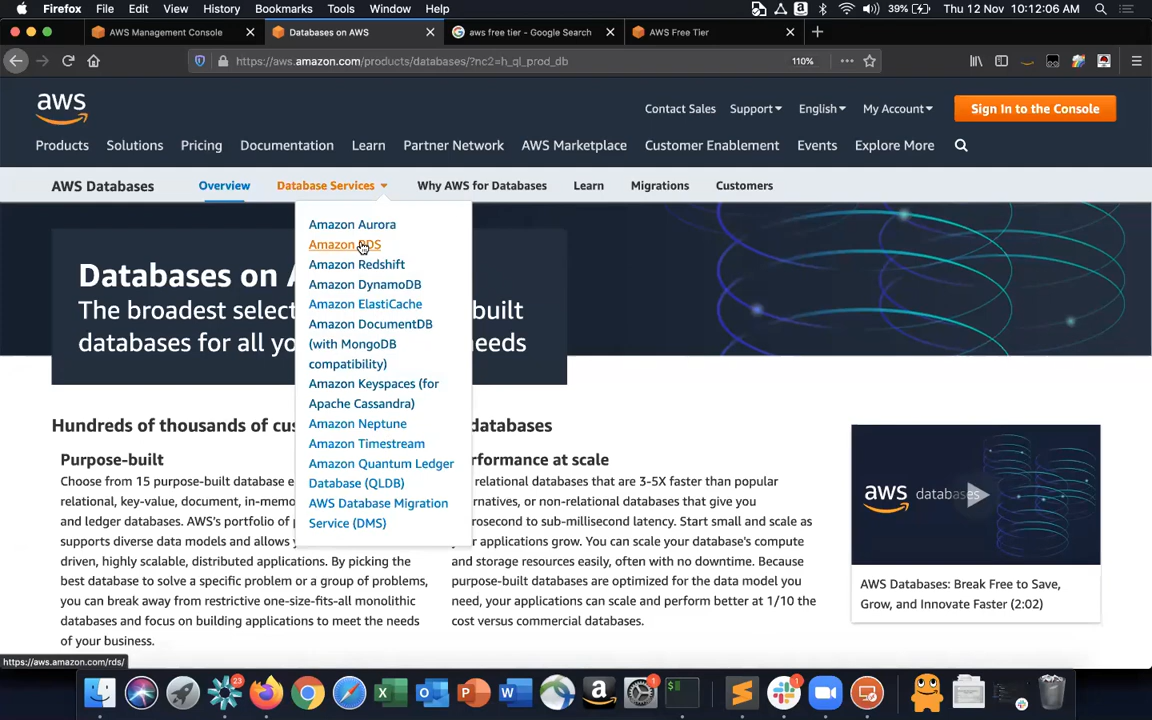 Firefox File Edit View History Bookmarks Tools Window Help
39% Thu 12 Nov 10:12:06 am
AWS Management Console
Databases on AWS
aws free tier - Google Search
AWS Free Tier
https://aws.amazon.com/products/databases/?nc2=h_ql_prod_db
110%
aws
Contact Sales Support English My Account Sign In to the Console
Products Solutions Pricing Documentation Learn Partner Network AWS Marketplace Customer Enablement Events Explore More
AWS Databases Overview Database Services Why AWS for Databases Learn Migrations Customers
Amazon Aurora
Amazon RDS
Amazon Redshift
Amazon DynamoDB
Amazon ElastiCache
Amazon DocumentDB
(with MongoDB
compatibility)
Amazon Keyspaces (for
Apache Cassandra)
Amazon Neptune
Amazon Timestream
Amazon Quantum Ledger
Database (QLDB)
AWS Database Migration
Service (DMS)
Databases on A
The broadest select built
databases for all yo needs
Hundreds of thousands of cus databases
Purpose-built
Choose from 15 purpose-built database e
relational, key-value, document, in-memo
and ledger databases. AWS's portfolio of p
supports diverse data models and allows y
driven, highly scalable, distributed applications. By picking the
best database to solve a specific problem or a group of problems,
you can break away from restrictive one-size-fits-all monolithic
databases and focus on building applications to meet the needs
of your business.
rformance at scale
relational databases that are 3-5X faster than popular
ernatives, or non-relational databases that give you
crosecond to sub-millisecond latency. Start small and scale as
ur applications grow. You can scale your database's compute
and storage resources easily, often with no downtime. Because
purpose-built databases are optimized for the data model you
need, your applications can scale and perform better at 1/10 the
cost versus commercial databases.
aws databases
AWS Databases: Break Free to Save,
Grow, and Innovate Faster (2:02)
https://aws.amazon.com/rds/
23
1
1